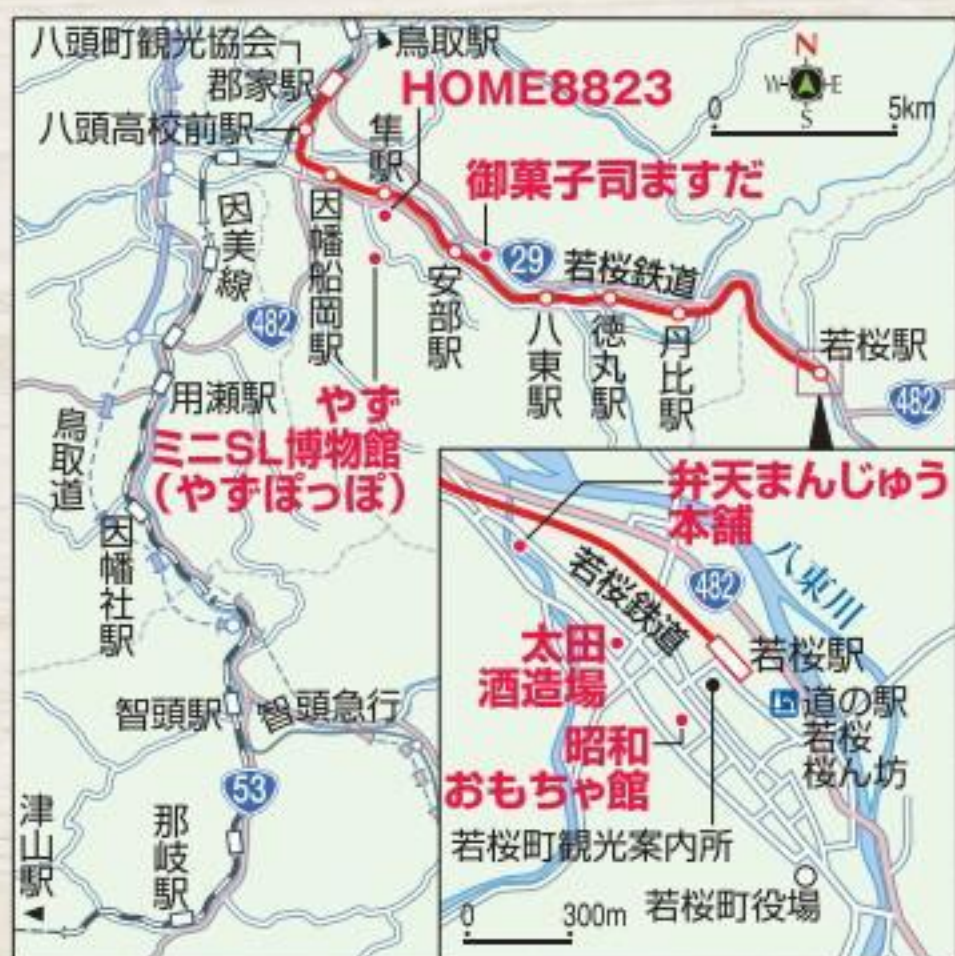 八頭町観光協会
鳥取駅
郡家駅
HOME8823
N
W
E
S
0
5km
八頭高校前駅
隼駅
御菓子司ますだ
因美線
因幡船岡駅
安部駅
29
若桜鉄道
482
八東駅
徳丸駅
丹比駅
若桜駅
482
用瀬駅
やず
ミニSL博物館
(やずぽっぽ)
鳥取道
因幡社駅
弁天まんじゅう
本舗
八東川
若桜鉄道
482
太田
酒造場
若桜駅
道の駅
若桜
桜ん坊
智頭駅
智頭急行
昭和
おもちゃ館
53
津山駅
那岐駅
若桜町観光案内所
若桜町役場
0
300m